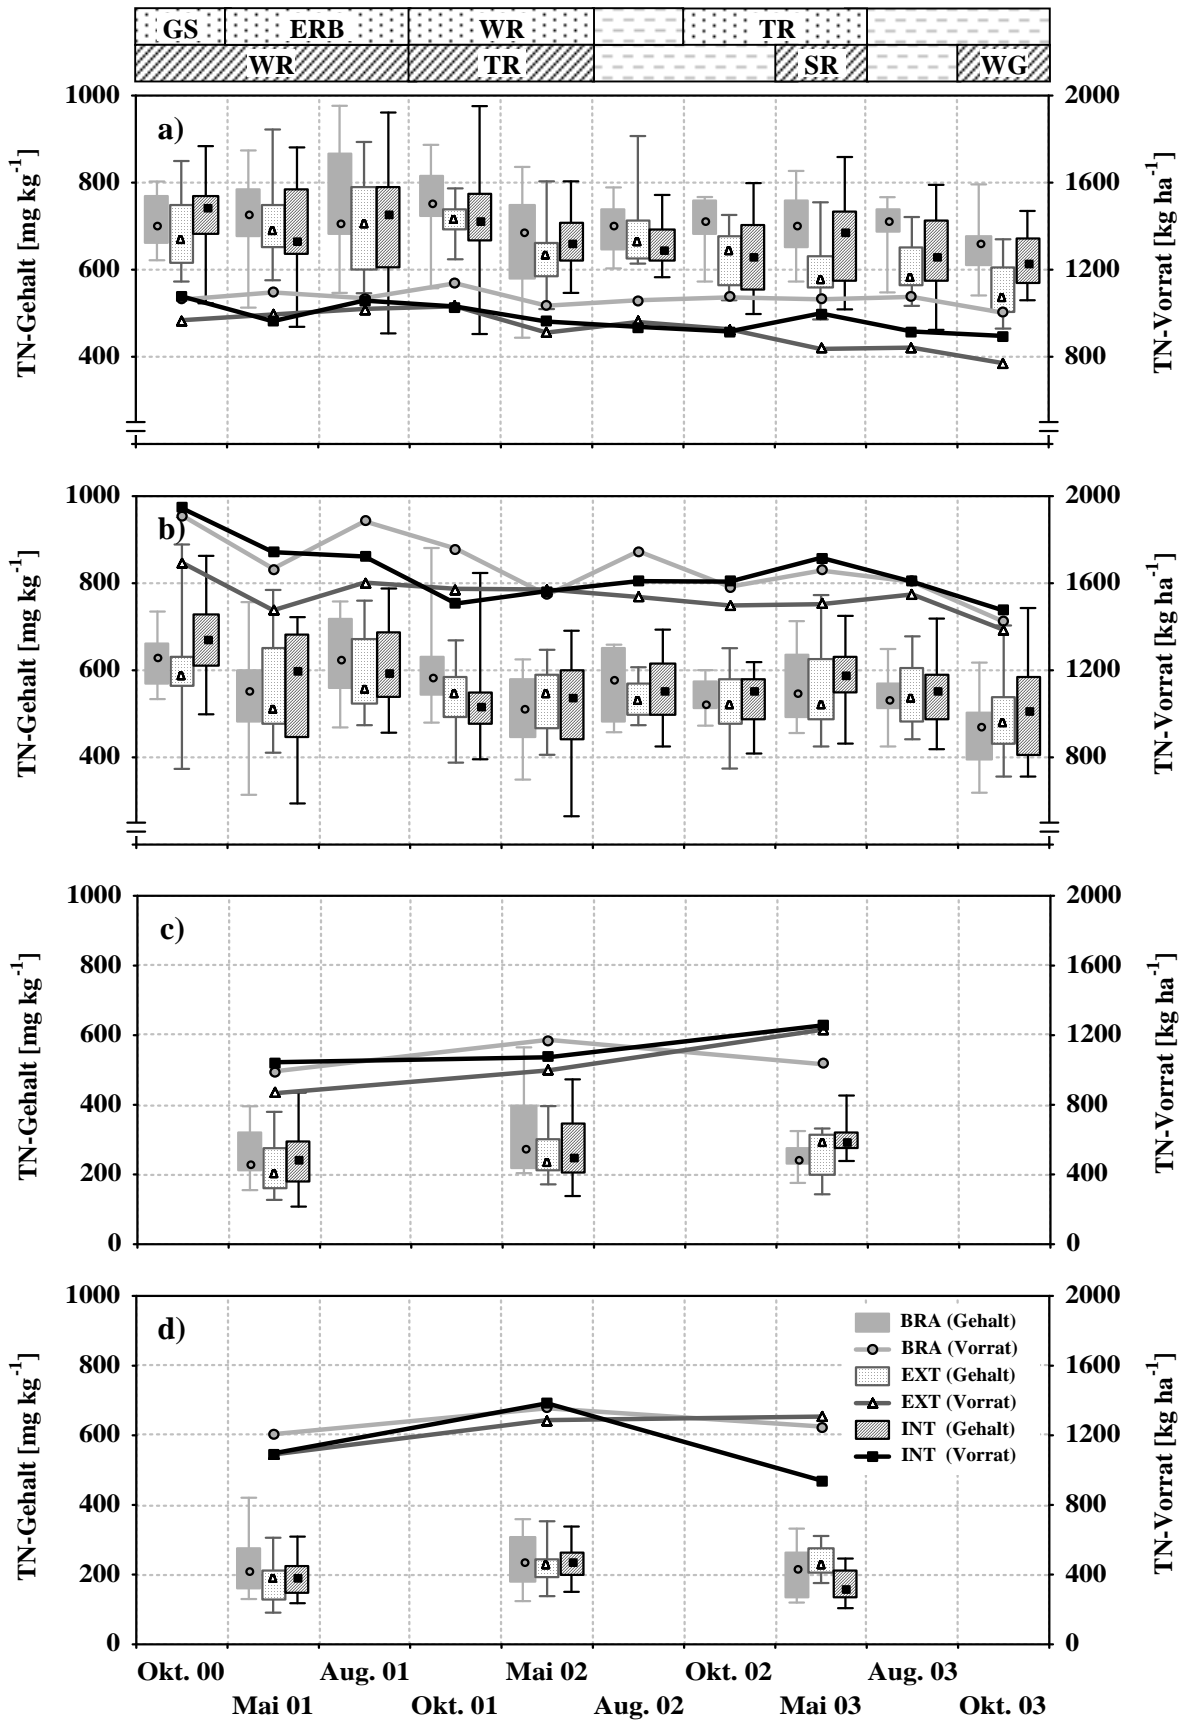 GS ERB WR TR
WR TR SR WG
a)
1000 2000
800 1600
600 1200
400 800
TN-Gehalt [mg kg-1]
TN-Vorrat [kg ha-1]
b)
1000 2000
800 1600
600 1200
400 800
TN-Gehalt [mg kg-1]
TN-Vorrat [kg ha-1]
c)
1000 2000
800 1600
600 1200
400 800
200 400
0 0
TN-Gehalt [mg kg-1]
TN-Vorrat [kg ha-1]
d)
1000 2000
800 1600
600 1200
400 800
200 400
0 0
TN-Gehalt [mg kg-1]
TN-Vorrat [kg ha-1]
BRA (Gehalt)
BRA (Vorrat)
EXT (Gehalt)
EXT (Vorrat)
INT (Gehalt)
INT (Vorrat)
Okt. 00 Aug. 01 Mai 02 Okt. 02 Aug. 03
Mai 01 Okt. 01 Aug. 02 Mai 03 Okt. 03